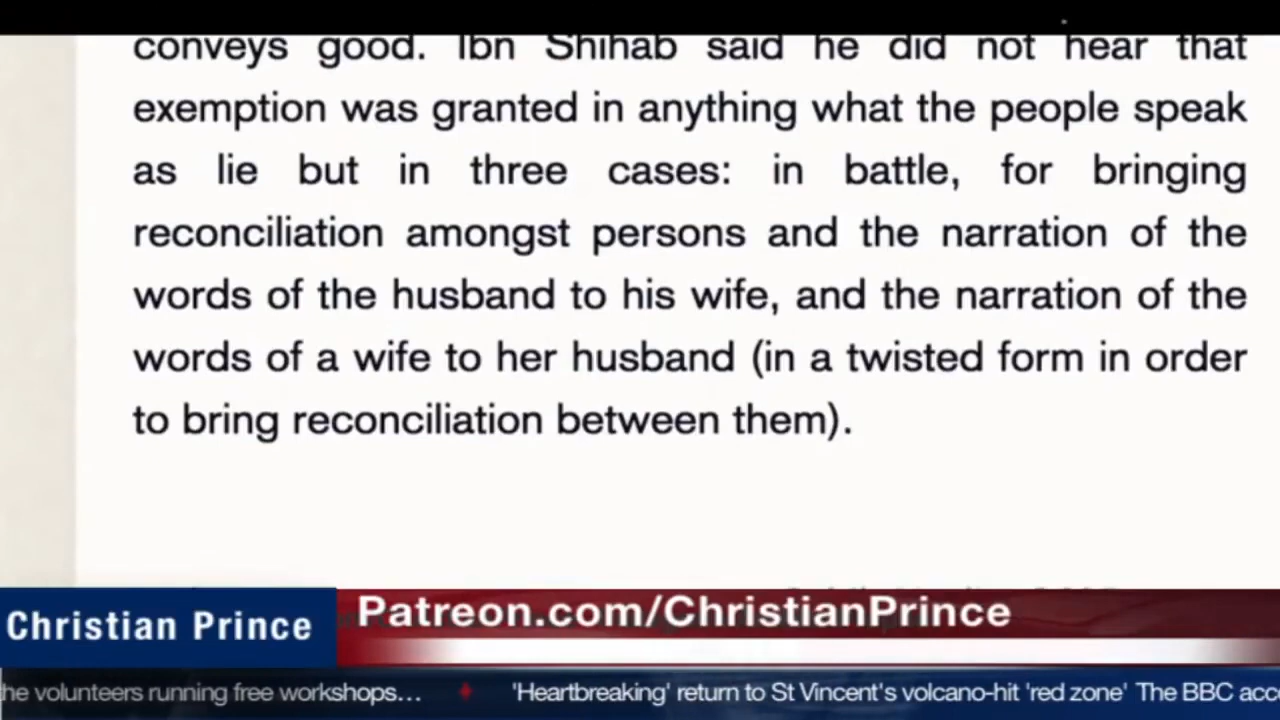 conveys good. Ibn Shihab said he did not hear that
exemption was granted in anything what the people speak
as lie but in three cases: in battle, for bringing
reconciliation amongst persons and the narration of the
words of the husband to his wife, and the narration of the
words of a wife to her husband (in a twisted form in order
to bring reconciliation between them).
Christian Prince
Patreon.com/ChristianPrince
he volunteers running free workshops... 'Heartbreaking' return to St Vincent's volcano-hit 'red zone' The BBC acc